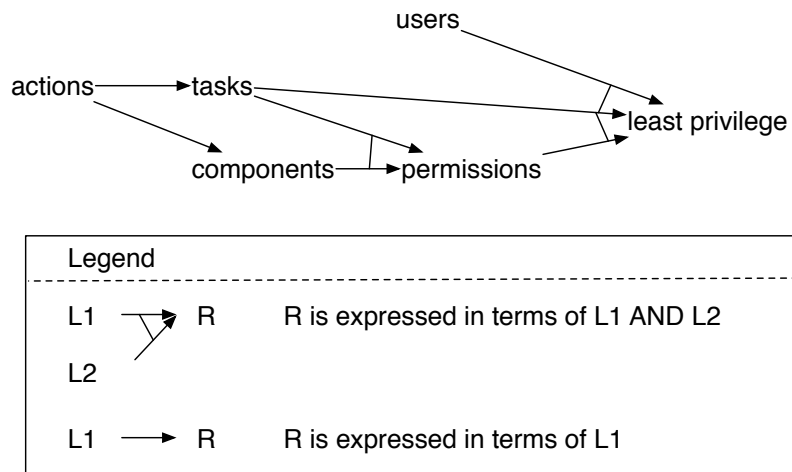 users
actions
tasks
least privilege
components
permissions
Legend
L1 R R is expressed in terms of L1 AND L2
L2
L1 R R is expressed in terms of L1